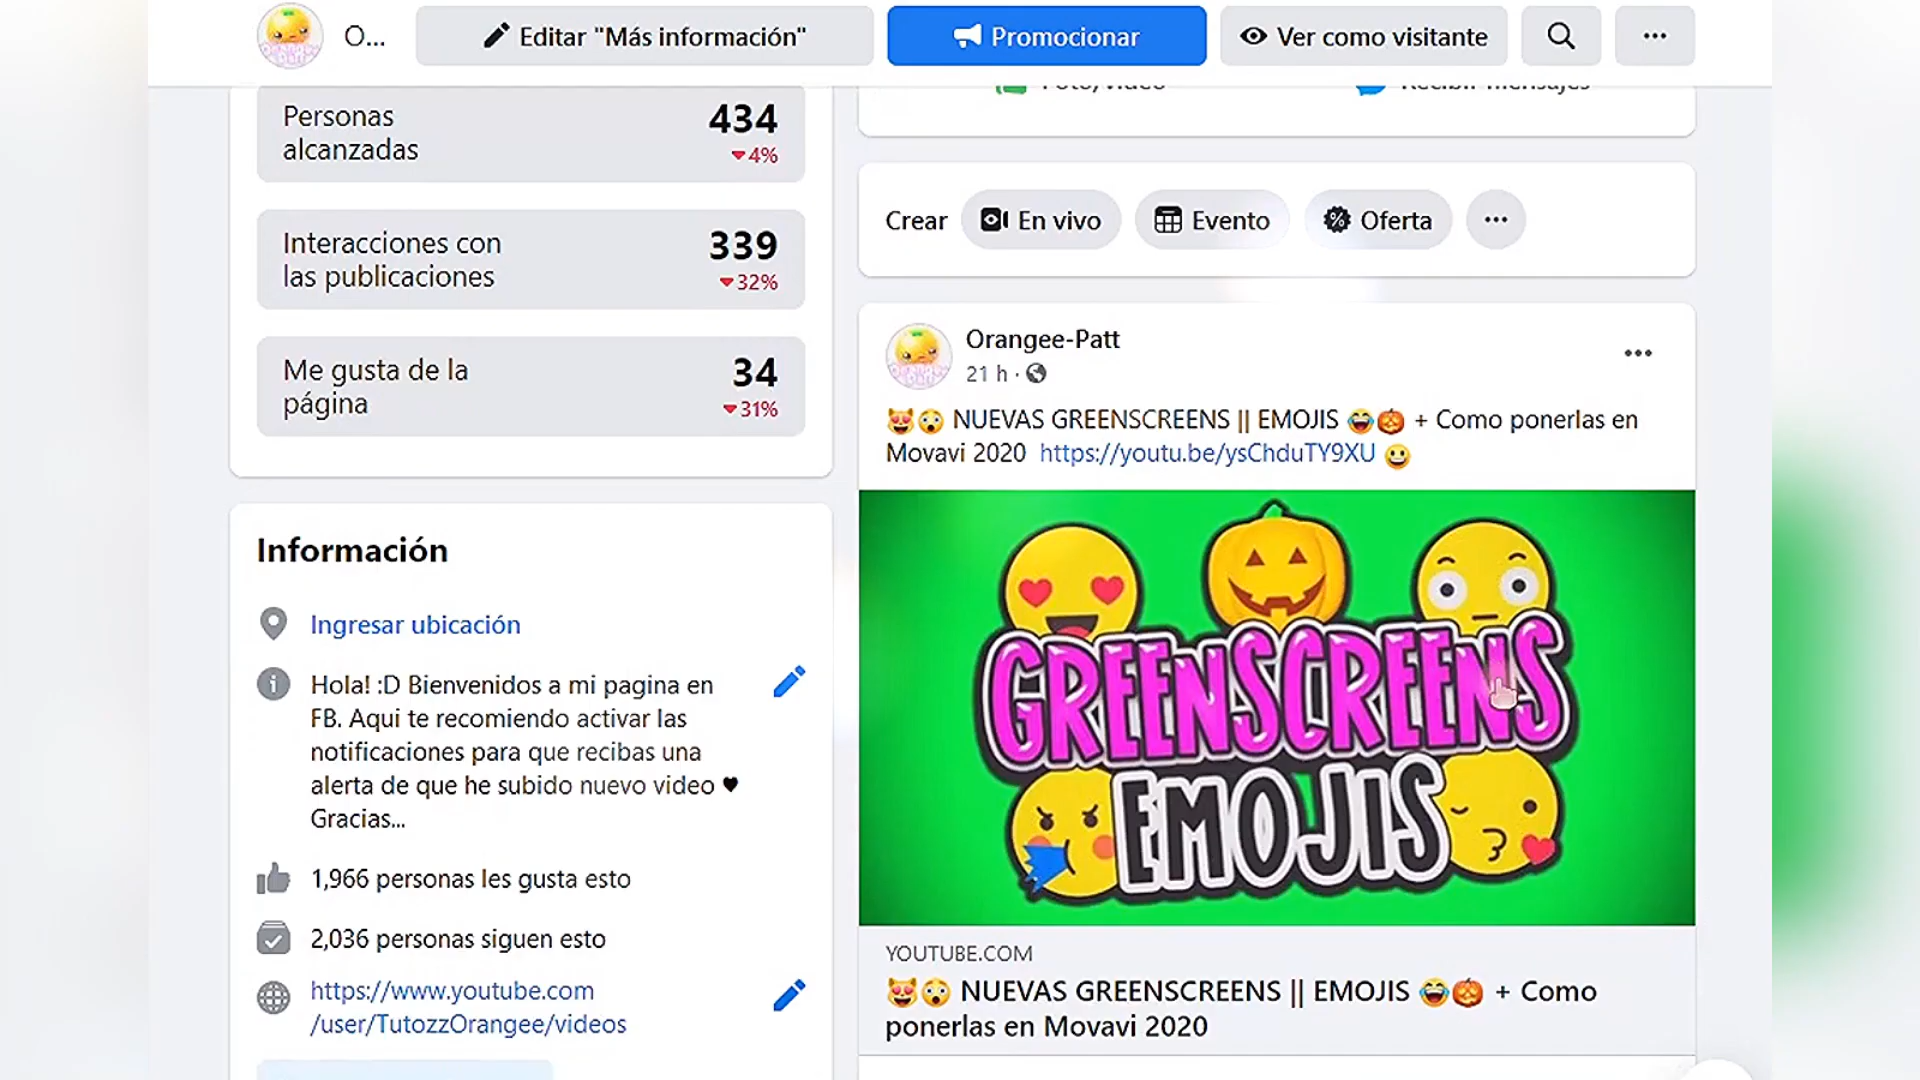 O...
Editar "Más información"
Promocionar
Ver como visitante
Personas
alcanzadas
434
4%
Interacciones con
las publicaciones
339
32%
Me gusta de la
página
34
31%
Información
Ingresar ubicación
Hola! :D Bienvenidos a mi pagina en
FB. Aqui te recomiendo activar las
notificaciones para que recibas una
alerta de que he subido nuevo video ♥
Gracias...
1,966 personas les gusta esto
2,036 personas siguen esto
https://www.youtube.com
/user/TutozzOrangee/videos
Foto/video
Recibir mensajes
Crear
En vivo
Evento
Oferta
Orangee-Patt
21 h ·
😻😲 NUEVAS GREENSCREENS || EMOJIS 😂🎃 + Como ponerlas en
Movavi 2020 https://youtu.be/ysChduTY9XU 😀
GREENSCREENS
EMOJIS
YOUTUBE.COM
😻😲 NUEVAS GREENSCREENS || EMOJIS 😂🎃 + Como
ponerlas en Movavi 2020